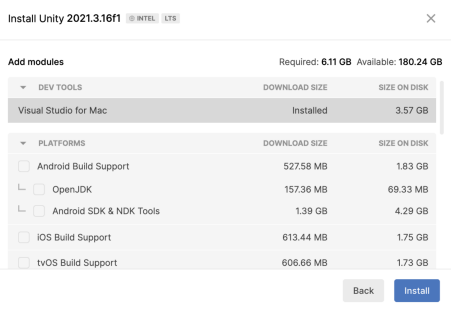 Install Unity 2021.3.16f1 INTEL LTS
Add modules Required: 6.11 GB Available: 180.24 GB
DEV TOOLS DOWNLOAD SIZE SIZE ON DISK
Visual Studio for Mac Installed 3.57 GB
PLATFORMS DOWNLOAD SIZE SIZE ON DISK
Android Build Support 527.58 MB 1.83 GB
OpenJDK 157.36 MB 69.33 MB
Android SDK & NDK Tools 1.39 GB 4.29 GB
iOS Build Support 613.44 MB 1.75 GB
tvOS Build Support 606.66 MB 1.73 GB
Back Install